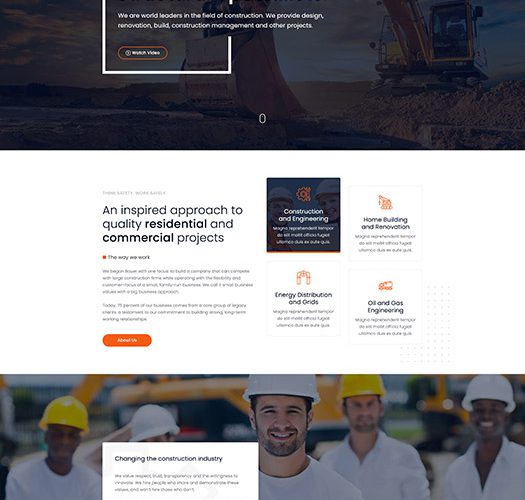 We are world leaders in the field of construction. We provide design,
renovation, build, construction management and other projects.
Watch Video
THINK SAFETY, WORK SAFELY
An inspired approach to
quality residential and
commercial projects
The way we work
We began Bauer with one focus to build a company that can compete
with large construction firms while operating with the flexibility and
customer-focus of a small, family-run business. We call it small business
values with a big business approach.
Today, 75 percent of our business comes from a core group of legacy
clients: a testament to our commitment to building strong, long-term
working relationships.
About Us
Construction
and Engineering
Magna reprehenderit tempor
do elit mollit officia fugiat
ullamco duis ex aute quis.
Home Building
and Renovation
Magna reprehenderit tempor
do elit mollit officia fugiat
ullamco duis ex aute quis.
Energy Distribution
and Grids
Magna reprehenderit tempor
do elit mollit officia fugiat
ullamco duis ex aute quis.
Oil and Gas
Engineering
Magna reprehenderit tempor
do elit mollit officia fugiat
ullamco duis ex aute quis.
Changing the construction industry
We value respect, trust, transparency and the willingness to
innovate. We hire people who share and demonstrate these
values, and won't hire those who don't.